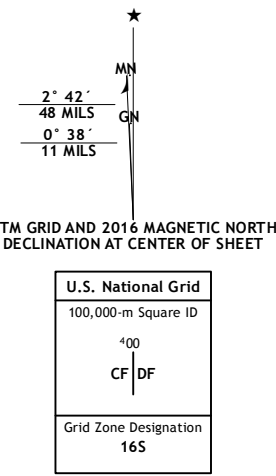 MN
2° 42´
48 MILS
GN
0° 38´
11 MILS
TM GRID AND 2016 MAGNETIC NORTH
DECLINATION AT CENTER OF SHEET
U.S. National Grid
100,000-m Square ID
⁴00
CF DF
Grid Zone Designation
16S